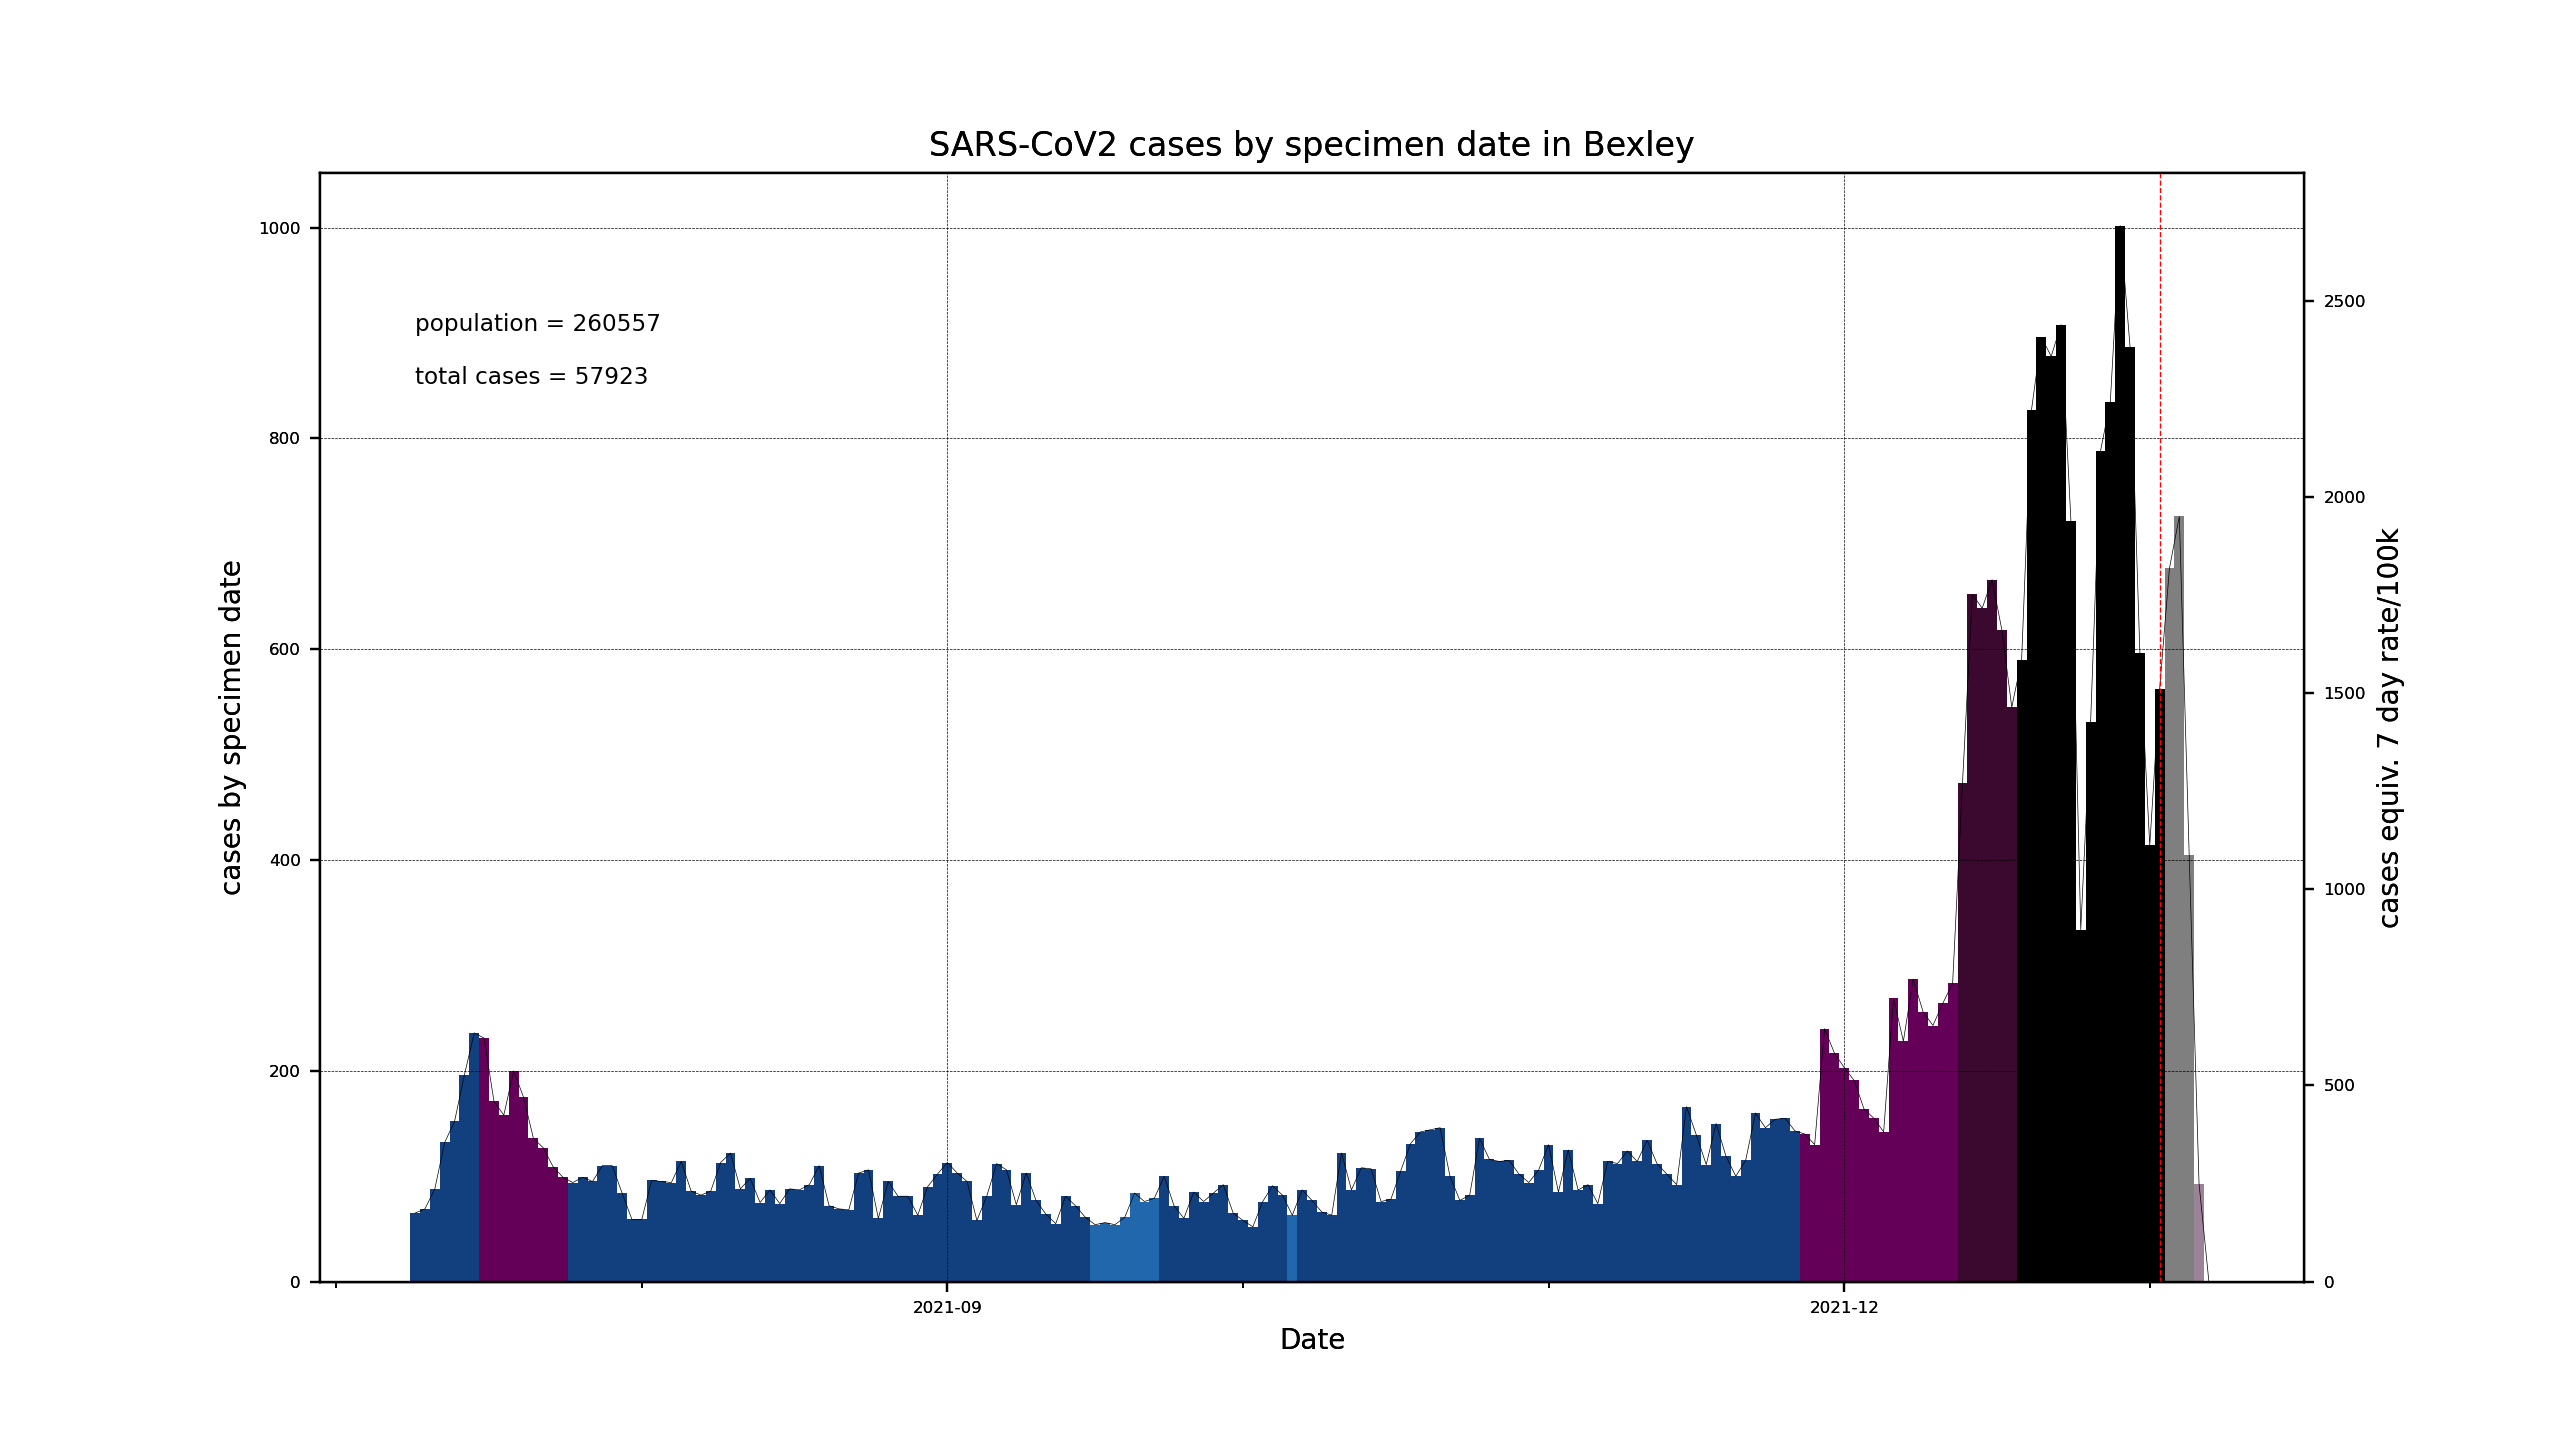 SARS-CoV2 cases by specimen date in Bexley
population = 260557
total cases = 57923
cases by specimen date
1000
800
600
400
200
0
cases equiv. 7 day rate/100k
2500
2000
1500
1000
500
0
2021-09
2021-12
Date